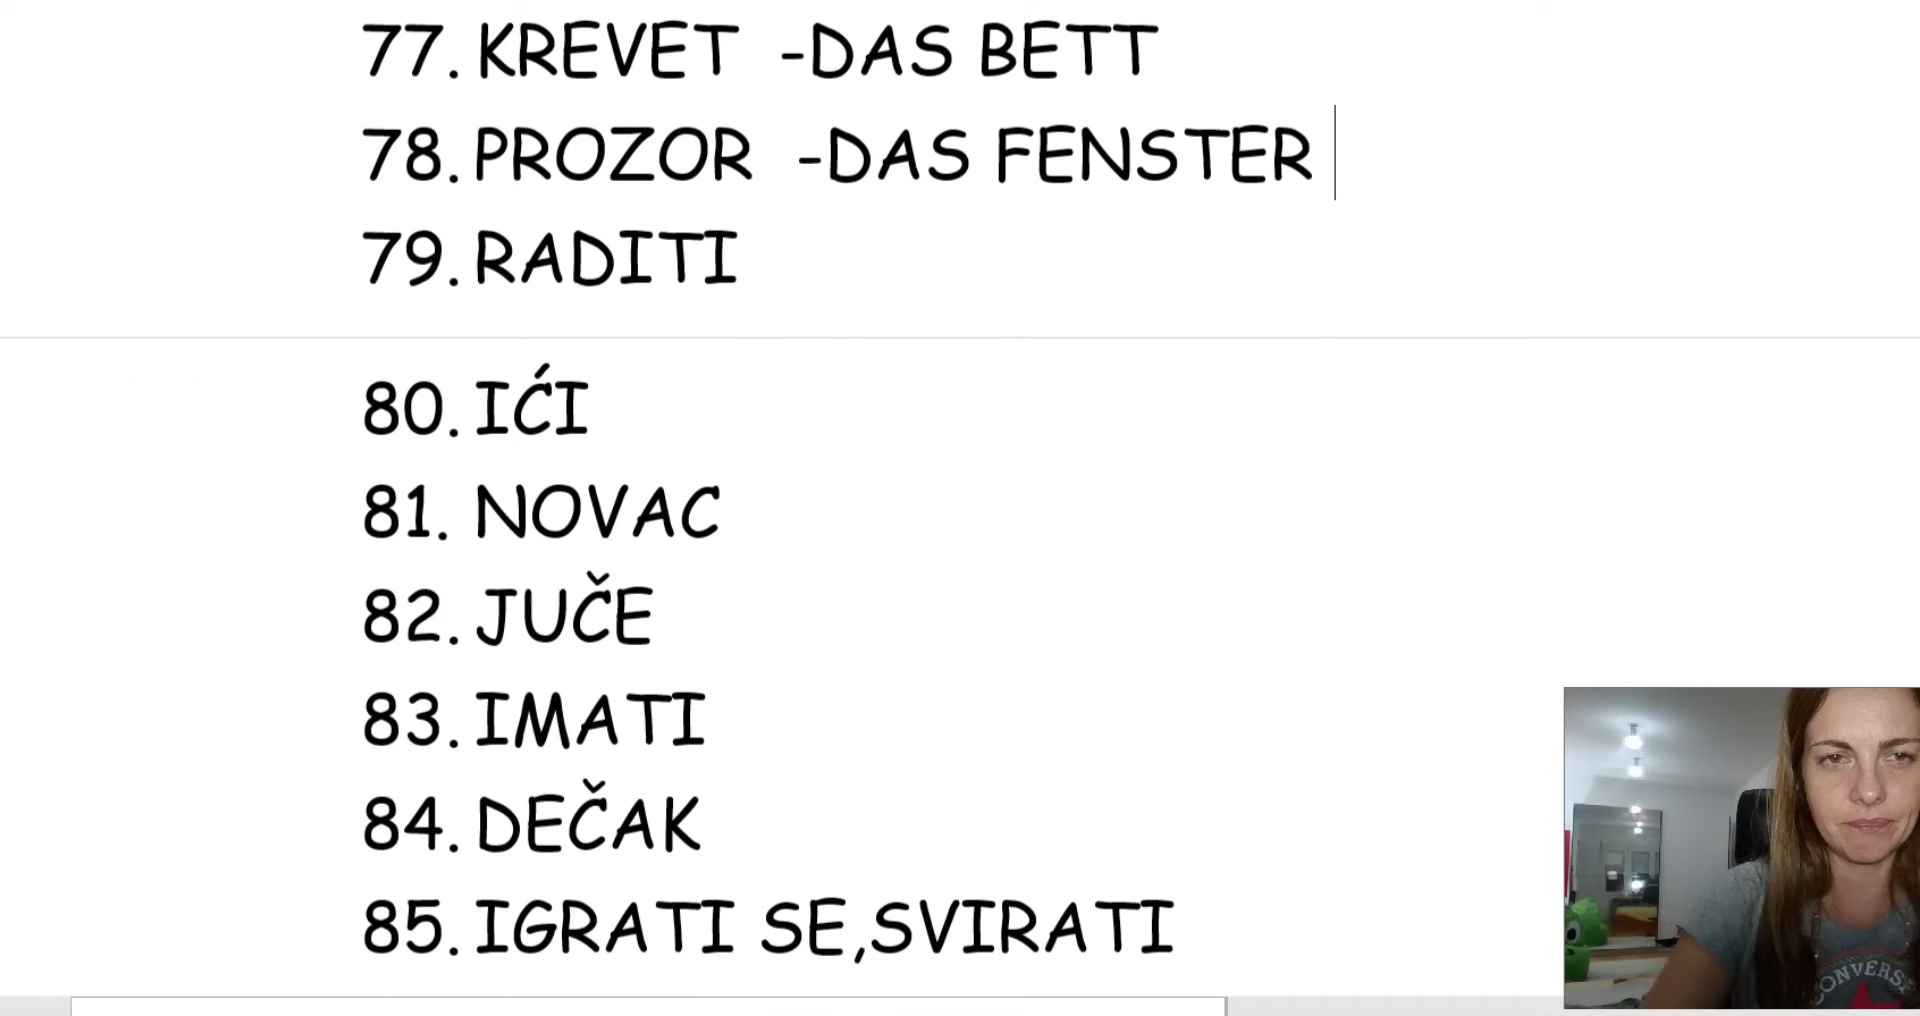 77. KREVET -DAS BETT
78. PROZOR -DAS FENSTER
79. RADITI
80. IĆI
81. NOVAC
82. JUČE
83. IMATI
84. DEČAK
85. IGRATI SE,SVIRATI